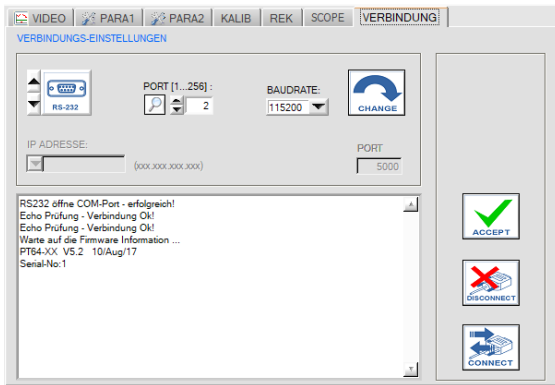 VIDEO PARA1 PARA2 KALIB REK SCOPE VERBINDUNG
VERBINDUNGS-EINSTELLUNGEN
PORT [1...256] :
BAUDRATE:
RS-232
2
115200
CHANGE
IP ADRESSE:
(xxx.xxx.xxx.xxx)
PORT
5000
RS232 öffne COM-Port - erfolgreich!
Echo Prüfung - Verbindung Ok!
Echo Prüfung - Verbindung Ok!
Warte auf die Firmware Information ...
PT64-XX V5.2 10/Aug/17
Serial-No:1
ACCEPT
DISCONNECT
CONNECT